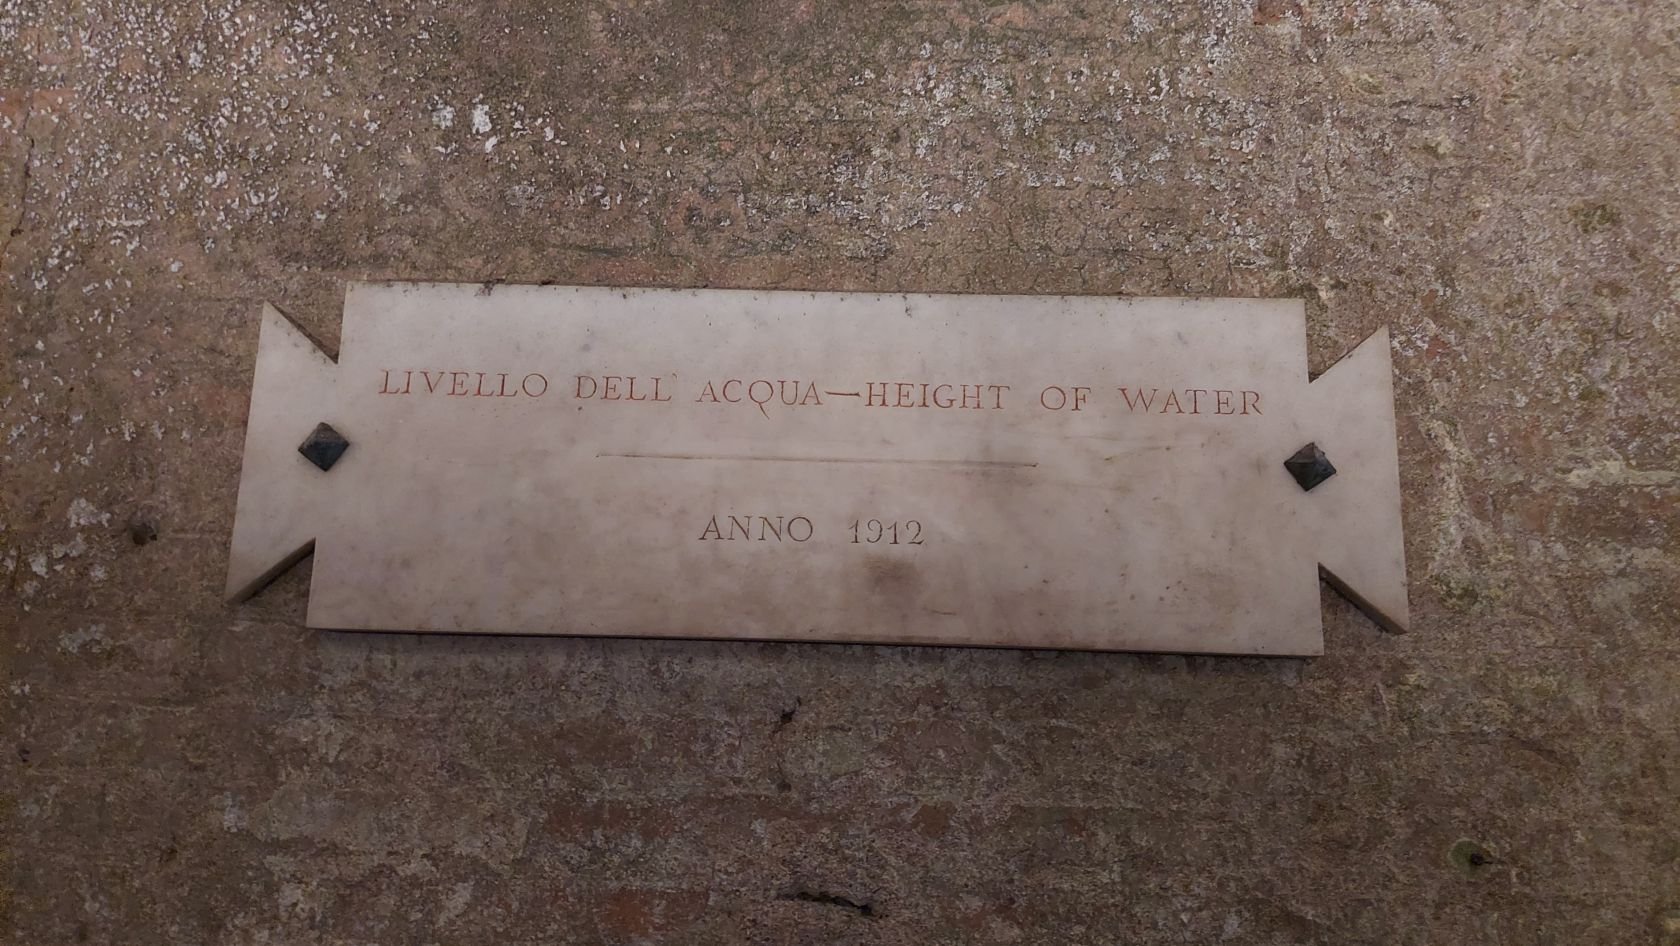 LIVELLO DELL' ACQUA—HEIGHT OF WATER
ANNO 1912